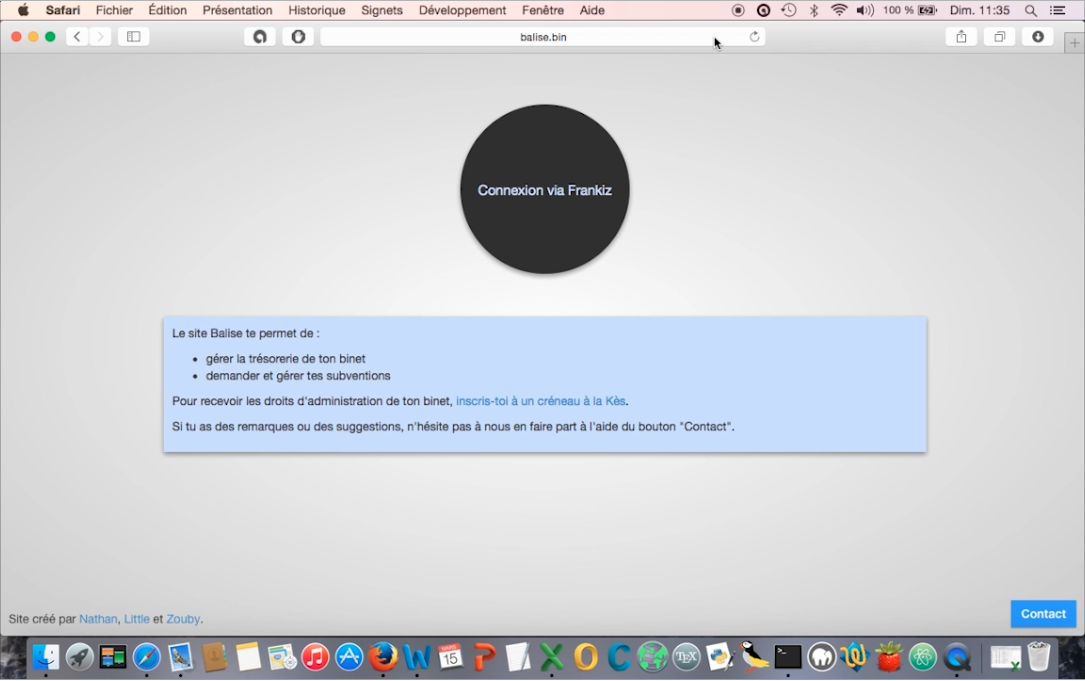 Safari Fichier Édition Présentation Historique Signets Développement Fenêtre Aide 100 % Dim. 11:35
balise.bin
Connexion via Frankiz
Le site Balise te permet de :
• gérer la trésorerie de ton binet
• demander et gérer tes subventions
Pour recevoir les droits d'administration de ton binet, inscris-toi à un créneau à la Kès.
Si tu as des remarques ou des suggestions, n'hésite pas à nous en faire part à l'aide du bouton "Contact".
Contact
Site créé par Nathan, Little et Zouby.
MARS
15
TEX